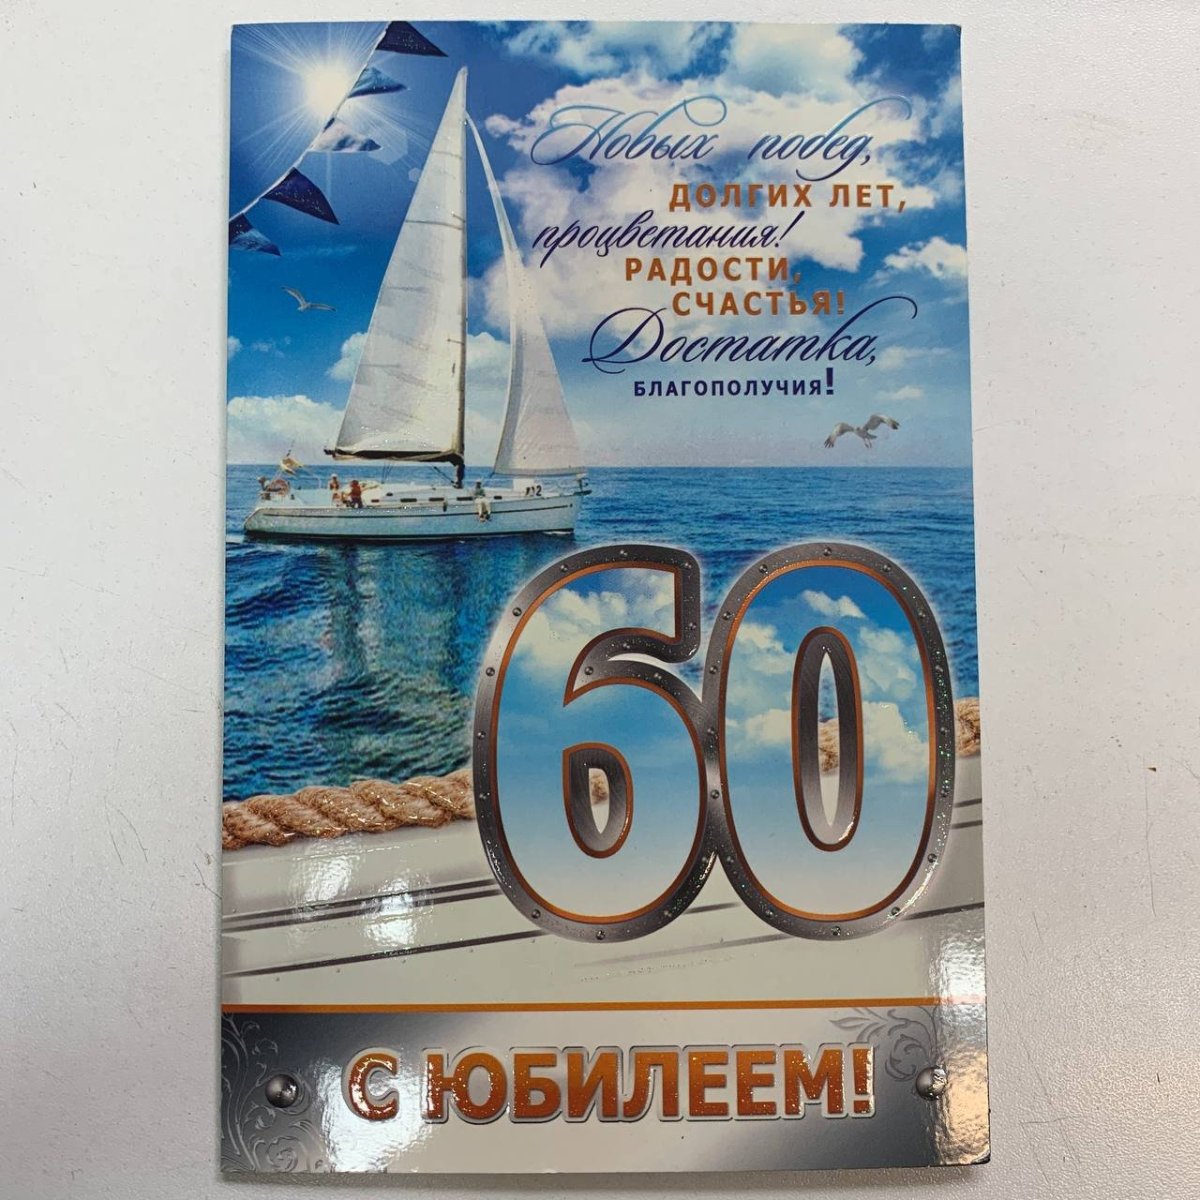 Новых побед,
ДОЛГИХ ЛЕТ,
процветания!
РАДОСТИ,
СЧАСТЬЯ!
Достатка,
БЛАГОПОЛУЧИЯ!
60
С ЮБИЛЕЕМ!